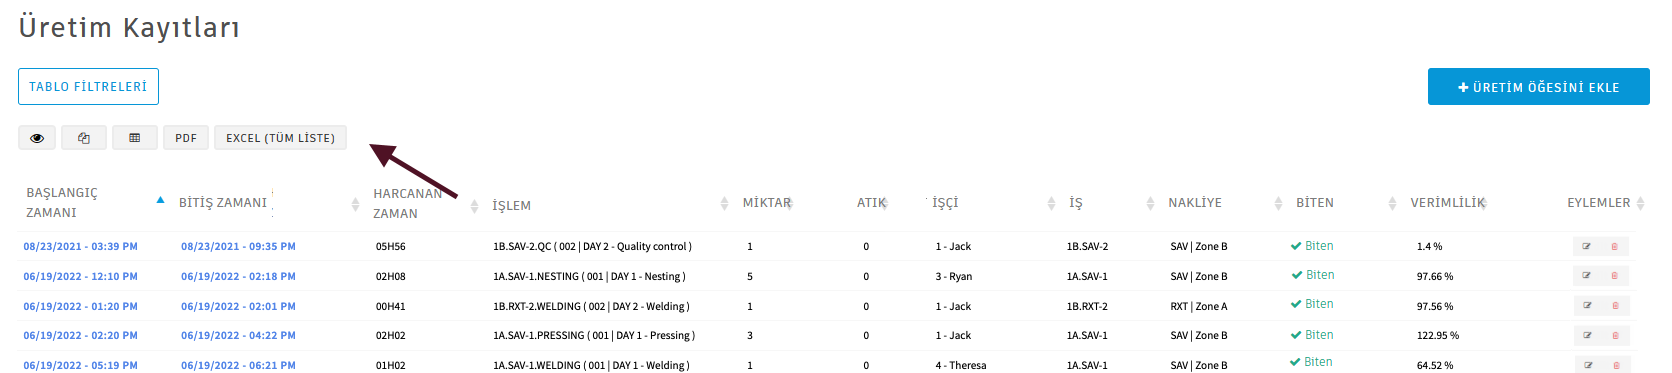 Üretim Kayıtları
TABLO FİLTRELERİ
+ ÜRETİM ÖĞESİNİ EKLE
PDF EXCEL (TÜM LİSTE)
BAŞLANGIÇ ZAMANI BİTİŞ ZAMANI HARCANAN ZAMAN İŞLEM MİKTAR ATIK İŞÇİ İŞ NAKLİYE BİTEN VERİMLİLİK EYLEMLER
08/23/2021 - 03:39 PM 08/23/2021 - 09:35 PM 05H56 1B.SAV-2.QC ( 002 | DAY 2 - Quality control ) 1 0 1 - Jack 1B.SAV-2 SAV | Zone B Biten 1.4 %
06/19/2022 - 12:10 PM 06/19/2022 - 02:18 PM 02H08 1A.SAV-1.NESTING ( 001 | DAY 1 - Nesting ) 5 0 3 - Ryan 1A.SAV-1 SAV | Zone B Biten 97.66 %
06/19/2022 - 01:20 PM 06/19/2022 - 02:01 PM 00H41 1B.RXT-2.WELDING ( 002 | DAY 2 - Welding ) 1 0 1 - Jack 1B.RXT-2 RXT | Zone A Biten 97.56 %
06/19/2022 - 02:20 PM 06/19/2022 - 04:22 PM 02H02 1A.SAV-1.PRESSING ( 001 | DAY 1 - Pressing ) 3 0 1 - Jack 1A.SAV-1 SAV | Zone B Biten 122.95 %
06/19/2022 - 05:19 PM 06/19/2022 - 06:21 PM 01H02 1A.SAV-1.WELDING ( 001 | DAY 1 - Welding ) 1 0 4 - Theresa 1A.SAV-1 SAV | Zone B Biten 64.52 %